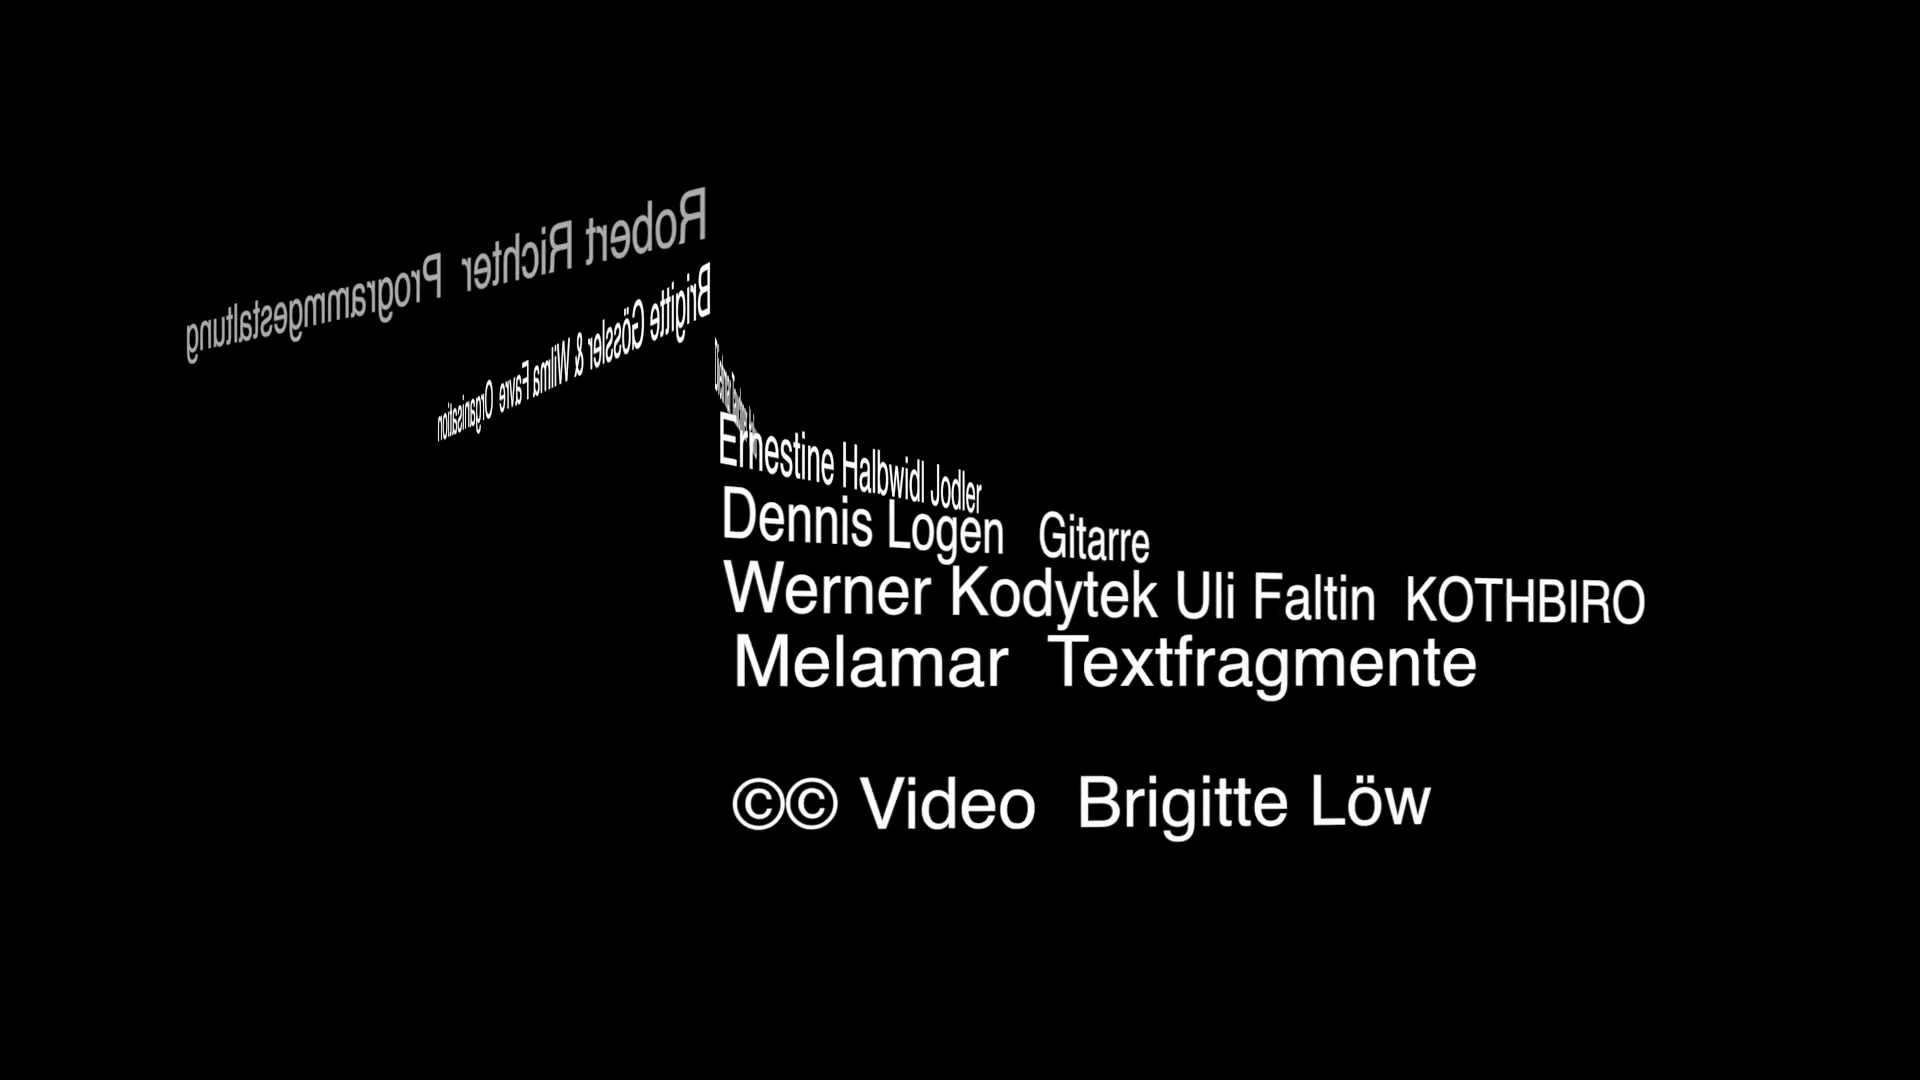 Robert Richter Programmgestaltung
Brigitte Gössler & Wilma Favre Organisation
Ernestine Halbwidl Jodler
Dennis Logen Gitarre
Werner Kodytek Uli Faltin KOTHBIRO
Melamar Textfragmente
©© Video Brigitte Löw